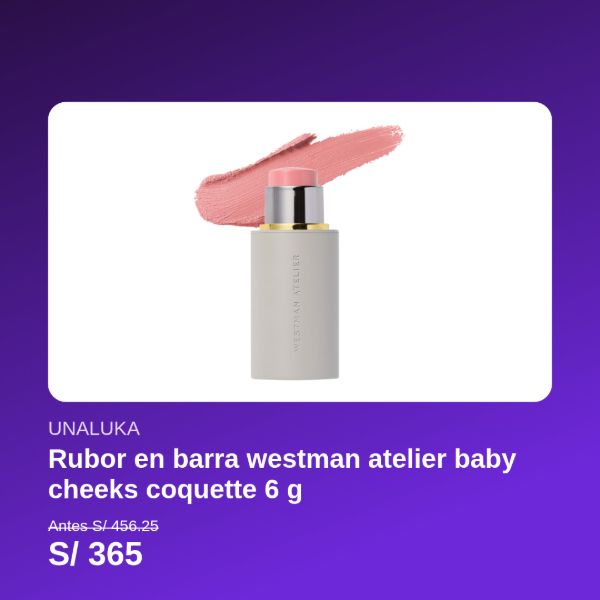 WESTMAN ATELIER
UNALUKA
Rubor en barra westman atelier baby
cheeks coquette 6 g
Antes S/ 456.25
S/ 365